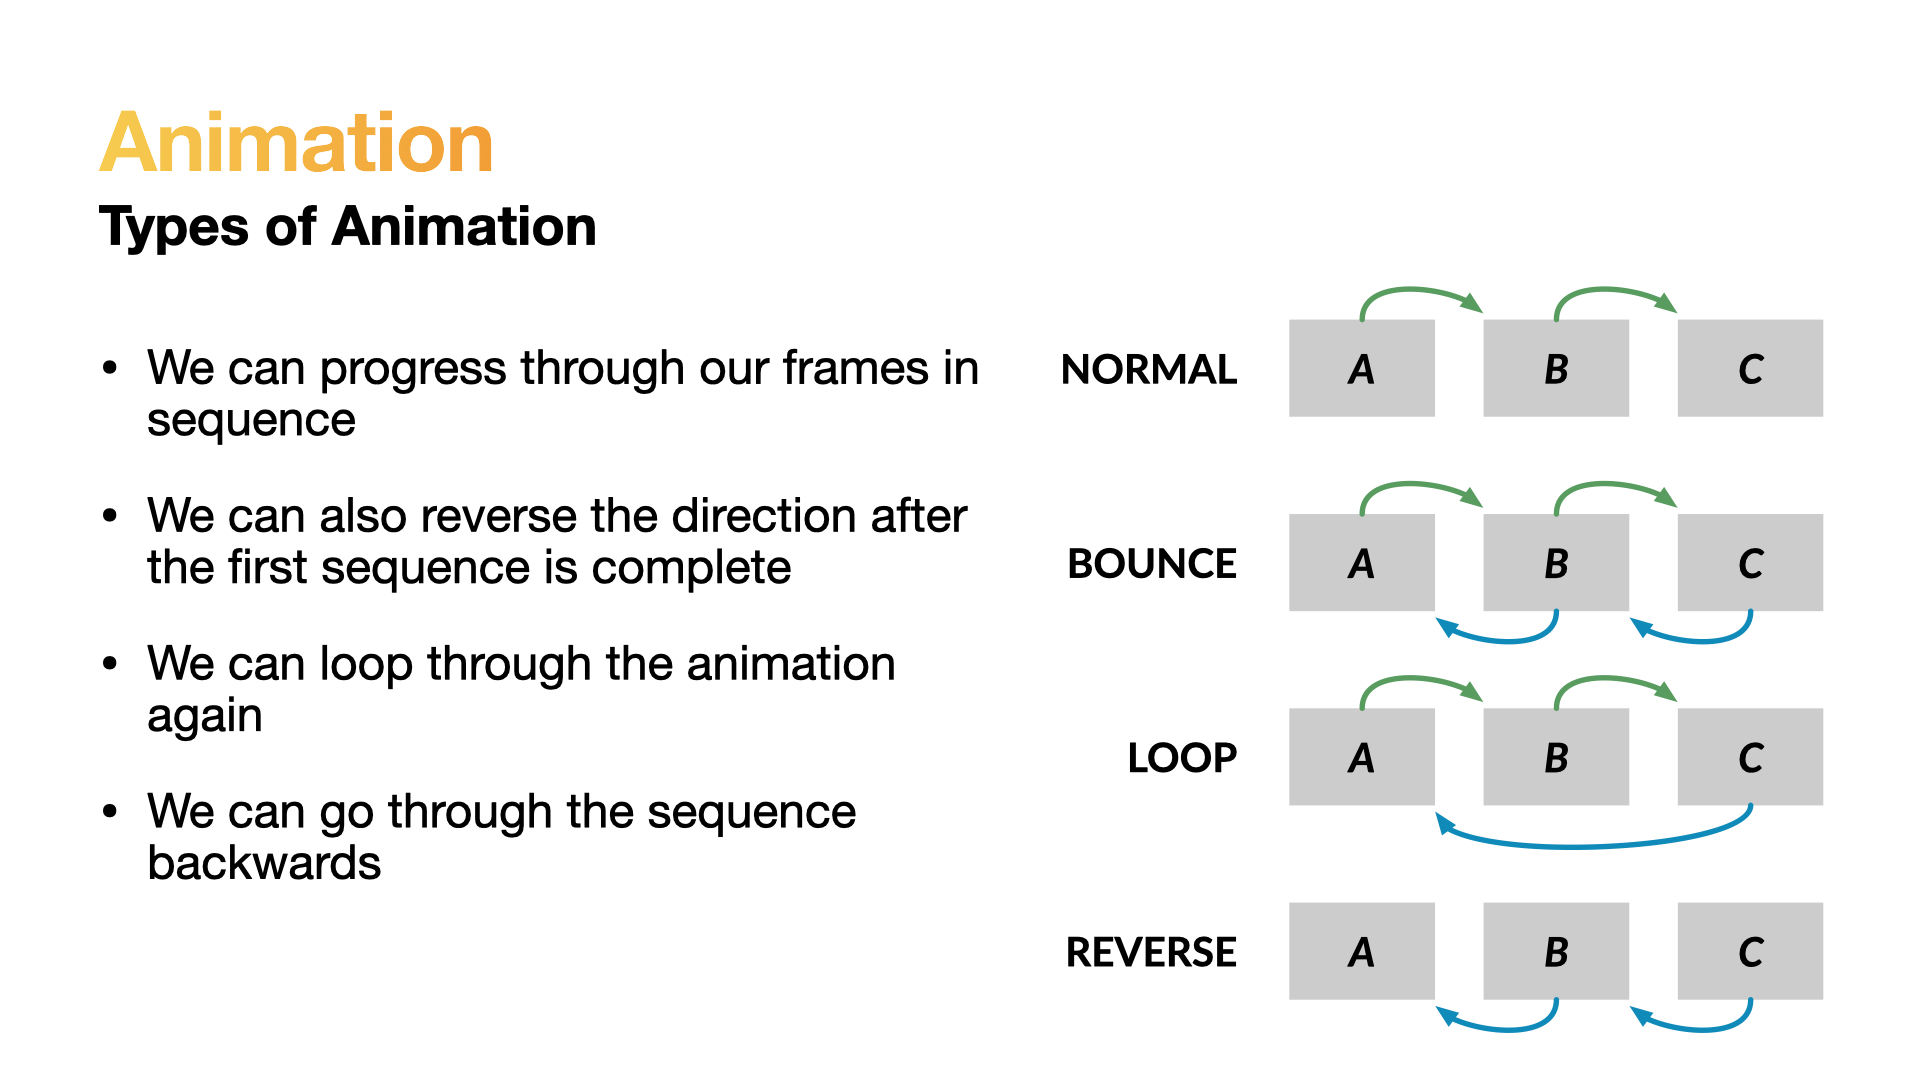 Animation
Types of Animation
• We can progress through our frames in
sequence
• We can also reverse the direction after
the first sequence is complete
• We can loop through the animation
again
• We can go through the sequence
backwards
NORMAL A B C
BOUNCE A B C
LOOP A B C
REVERSE A B C